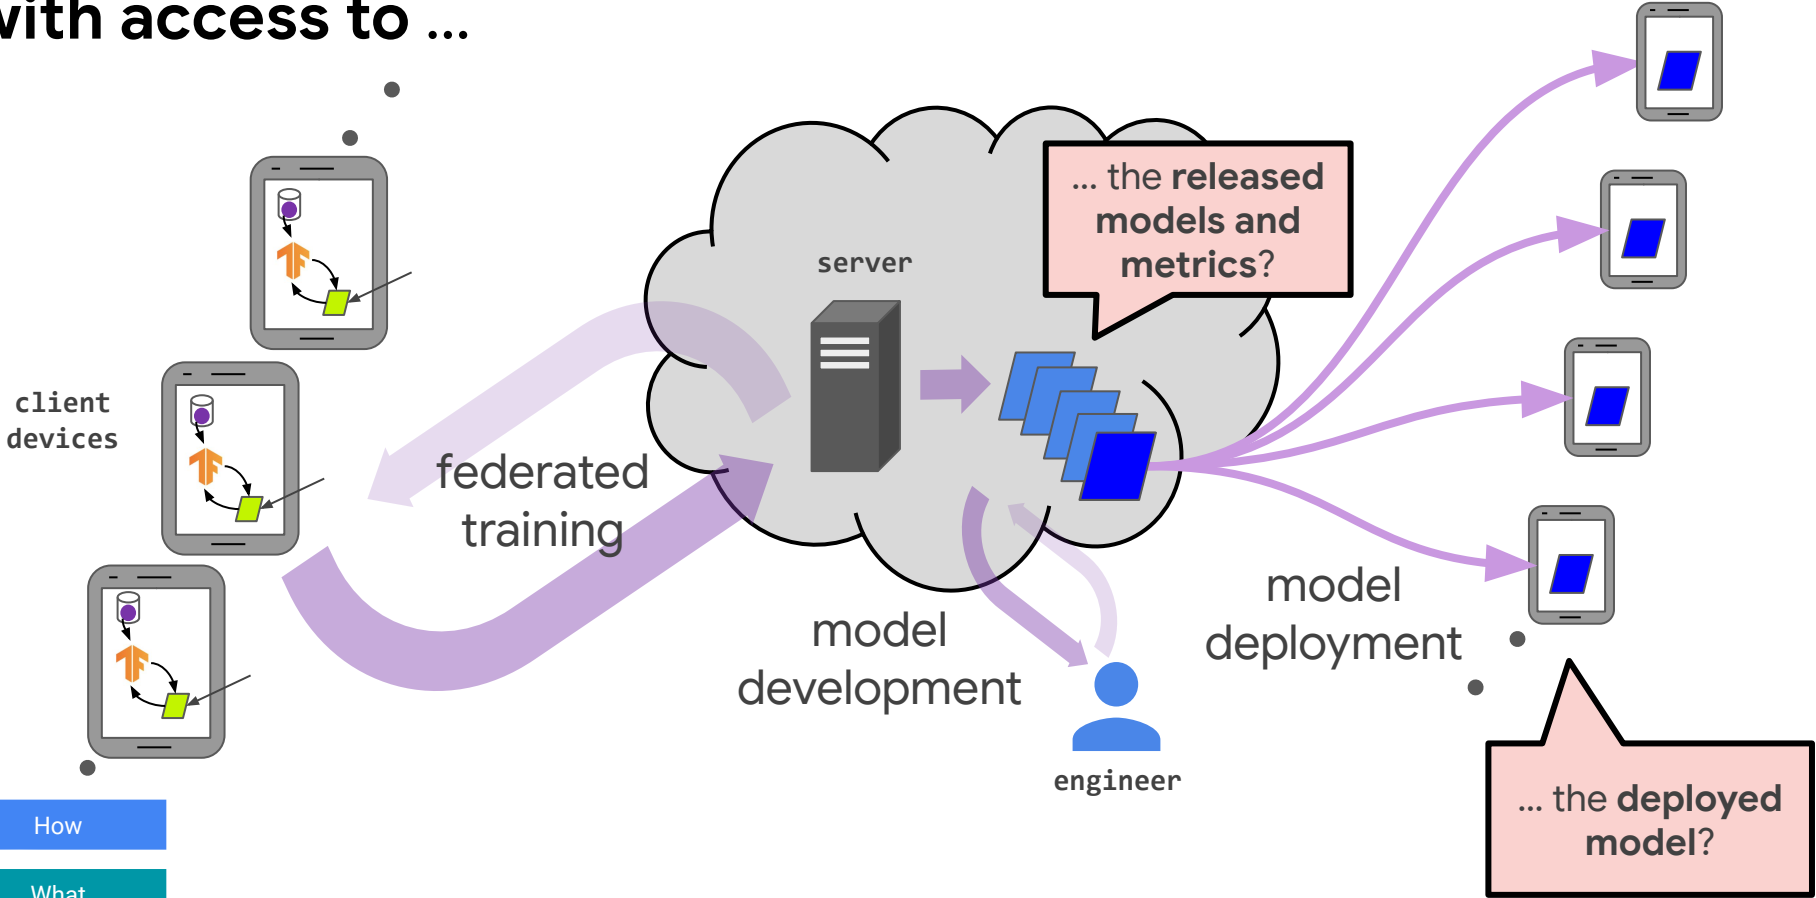 with access to ...
... the released
models and
metrics?
server
client
devices
federated
training
model
development
model
deployment
engineer
... the deployed
model?
How
What